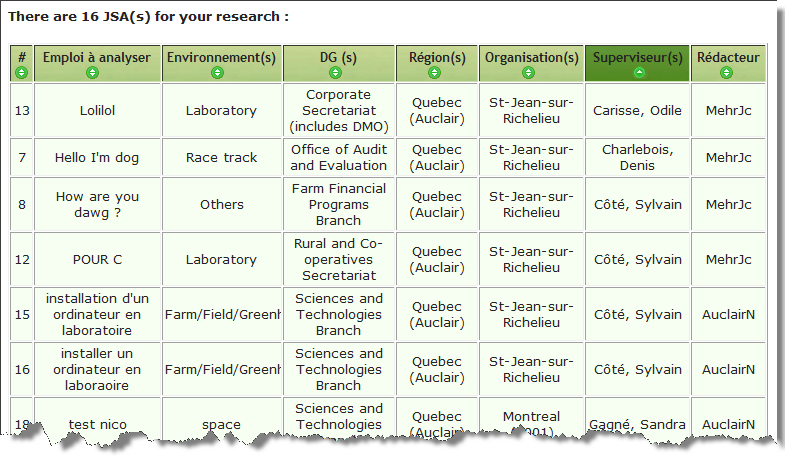 There are 16 JSA(s) for your research :
# Emploi à analyser Environnement(s) DG (s) Région(s) Organisation(s) Superviseur(s) Rédacteur
13 Lolilol Laboratory Corporate Secretariat (includes DMO) Quebec (Auclair) St-Jean-sur-Richelieu Carisse, Odile MehrJc
7 Hello I'm dog Race track Office of Audit and Evaluation Quebec (Auclair) St-Jean-sur-Richelieu Charlebois, Denis MehrJc
8 How are you dawg ? Others Farm Financial Programs Branch Quebec (Auclair) St-Jean-sur-Richelieu Côté, Sylvain MehrJc
12 POUR C Laboratory Rural and Co-operatives Secretariat Quebec (Auclair) St-Jean-sur-Richelieu Côté, Sylvain MehrJc
15 installation d'un ordinateur en laboratoire Farm/Field/Greenh Sciences and Technologies Branch Quebec (Auclair) St-Jean-sur-Richelieu Côté, Sylvain AuclairN
16 installer un ordinateur en laboraoire Farm/Field/Greenh Sciences and Technologies Branch Quebec (Auclair) St-Jean-sur-Richelieu Côté, Sylvain AuclairN
18 test nico space Sciences and Technologies Quebec (Auclair) Montreal Gagné, Sandra AuclairN